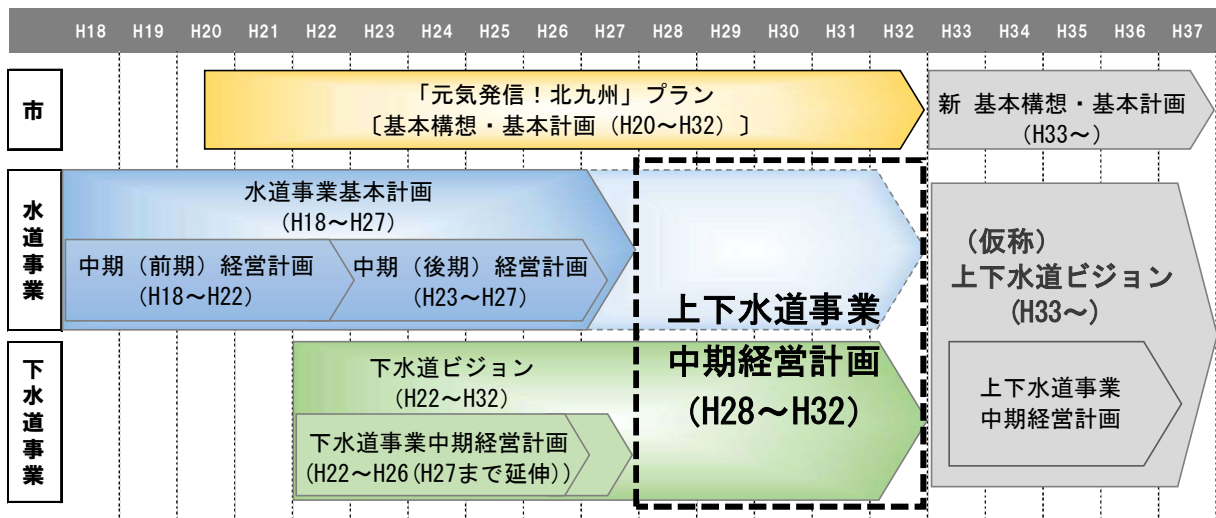 H18 H19 H20 H21 H22 H23 H24 H25 H26 H27 H28 H29 H30 H31 H32 H33 H34 H35 H36 H37
市
「元気発信！北九州」プラン
〔基本構想・基本計画（H20～H32）〕
新 基本構想・基本計画
(H33～)
水道事業
水道事業基本計画
(H18～H27)
中期（前期）経営計画
(H18～H22)
中期（後期）経営計画
(H23～H27)
上下水道事業
中期経営計画
(H28～H32)
（仮称）
上下水道ビジョン
(H33～)
下水道事業
下水道ビジョン
(H22～H32)
下水道事業中期経営計画
(H22～H26(H27まで延伸))
上下水道事業
中期経営計画